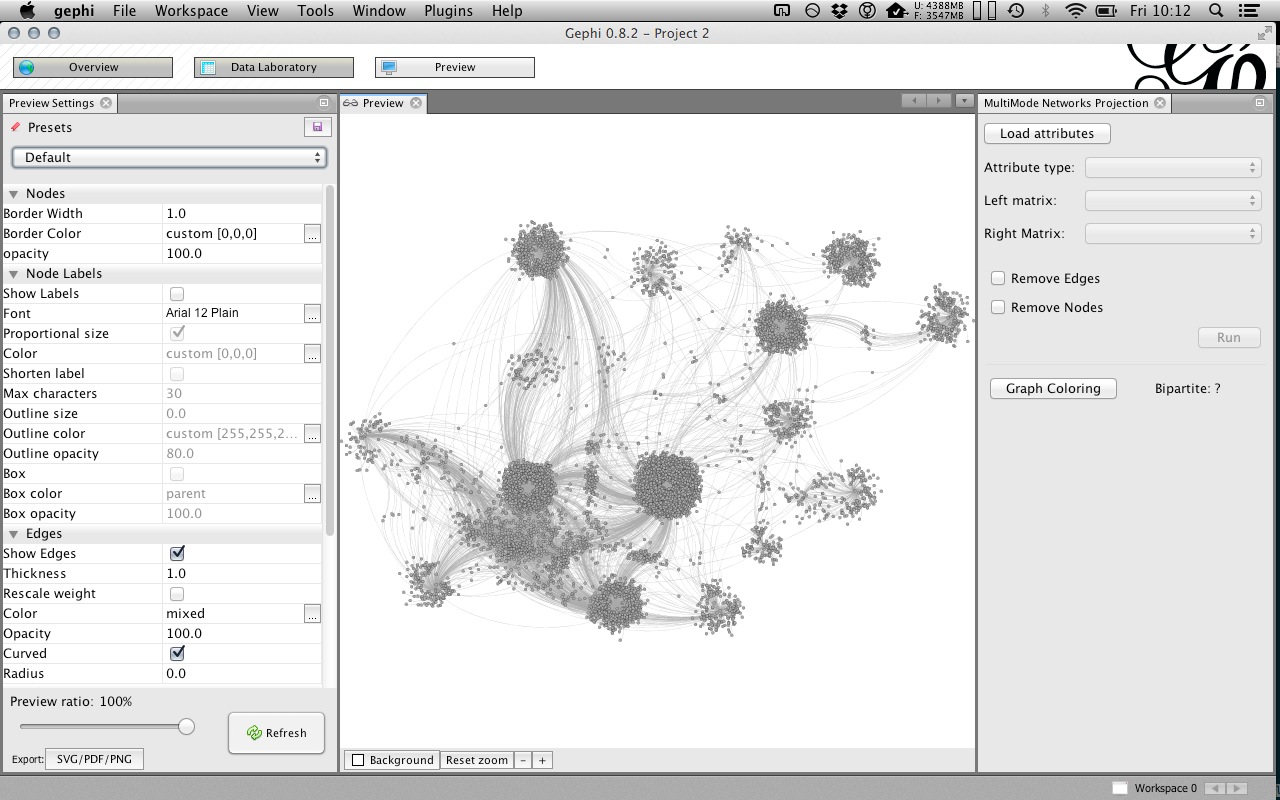 gephi File Workspace View Tools Window Plugins Help U: 4388MB F: 3547MB Fri 10:12
Gephi 0.8.2 – Project 2
Overview Data Laboratory Preview
Preview Settings
Presets
Default
Nodes
Border Width 1.0
Border Color custom [0,0,0] ...
opacity 100.0
Node Labels
Show Labels
Font Arial 12 Plain ...
Proportional size
Color custom [0,0,0] ...
Shorten label
Max characters 30
Outline size 0.0
Outline color custom [255,255,2... ...
Outline opacity 80.0
Box
Box color parent ...
Box opacity 100.0
Edges
Show Edges
Thickness 1.0
Rescale weight
Color mixed ...
Opacity 100.0
Curved
Radius 0.0
Preview ratio: 100%
Refresh
Export: SVG/PDF/PNG
Preview
Background Reset zoom - +
MultiMode Networks Projection
Load attributes
Attribute type:
Left matrix:
Right Matrix:
Remove Edges
Remove Nodes
Run
Graph Coloring Bipartite: ?
Workspace 0